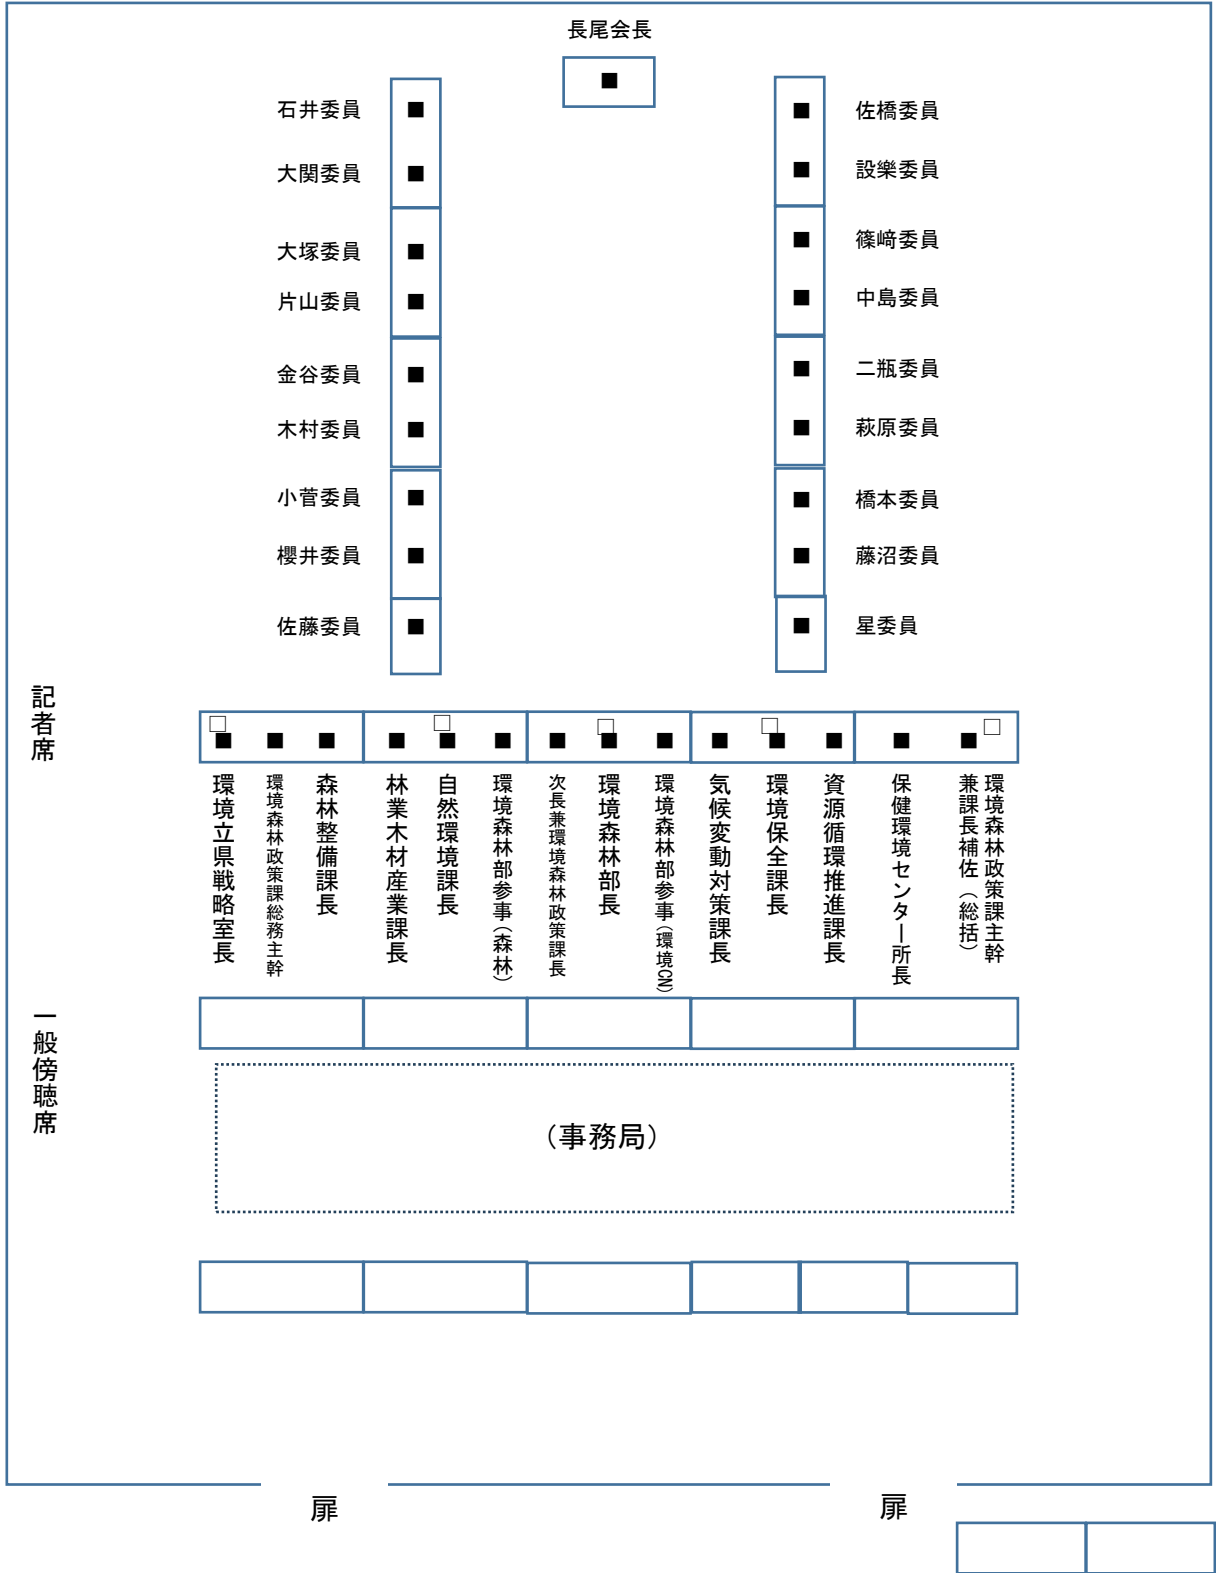 長尾会長
石井委員
大関委員
大塚委員
片山委員
金谷委員
木村委員
小菅委員
櫻井委員
佐藤委員
佐橋委員
設樂委員
篠﨑委員
中島委員
二瓶委員
萩原委員
橋本委員
藤沼委員
星委員
記者席
環境立県戦略室長
環境森林政策課総務主幹
森林整備課長
林業木材産業課長
自然環境課長
環境森林部参事（森林）
次長兼環境森林政策課長
環境森林部長
環境森林部参事（環境CN）
気候変動対策課長
環境保全課長
資源循環推進課長
保健環境センター所長
環境森林政策課主幹
兼課長補佐（総括）
一般傍聴席
（事務局）
扉
扉